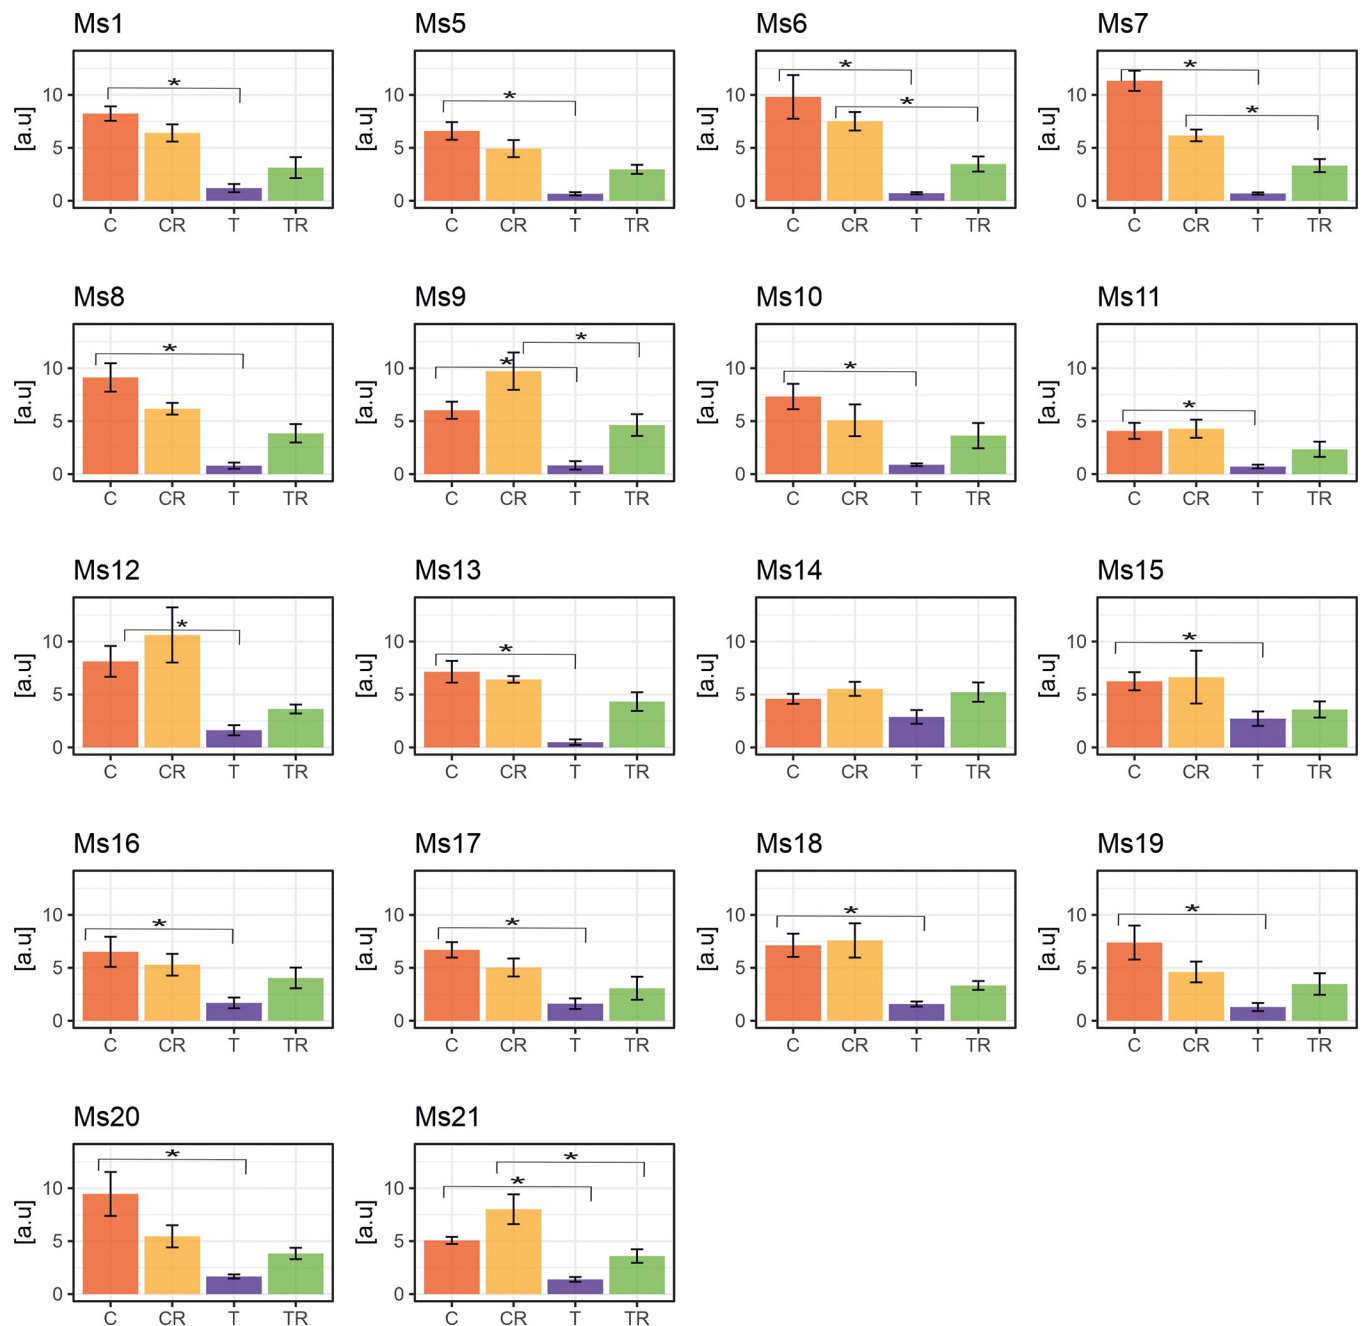 Ms1 Ms5 Ms6 Ms7
[a.u] [a.u] [a.u] [a.u]
10 10 10 10
5 5 5 5
0 0 0 0
* * * * * *
C CR T TR C CR T TR C CR T TR C CR T TR
Ms8 Ms9 Ms10 Ms11
[a.u] [a.u] [a.u] [a.u]
10 10 10 10
5 5 5 5
0 0 0 0
* * * * *
C CR T TR C CR T TR C CR T TR C CR T TR
Ms12 Ms13 Ms14 Ms15
[a.u] [a.u] [a.u] [a.u]
10 10 10 10
5 5 5 5
0 0 0 0
* * *
C CR T TR C CR T TR C CR T TR C CR T TR
Ms16 Ms17 Ms18 Ms19
[a.u] [a.u] [a.u] [a.u]
10 10 10 10
5 5 5 5
0 0 0 0
* * * *
C CR T TR C CR T TR C CR T TR C CR T TR
Ms20 Ms21
[a.u] [a.u]
10 10
5 5
0 0
* * *
C CR T TR C CR T TR